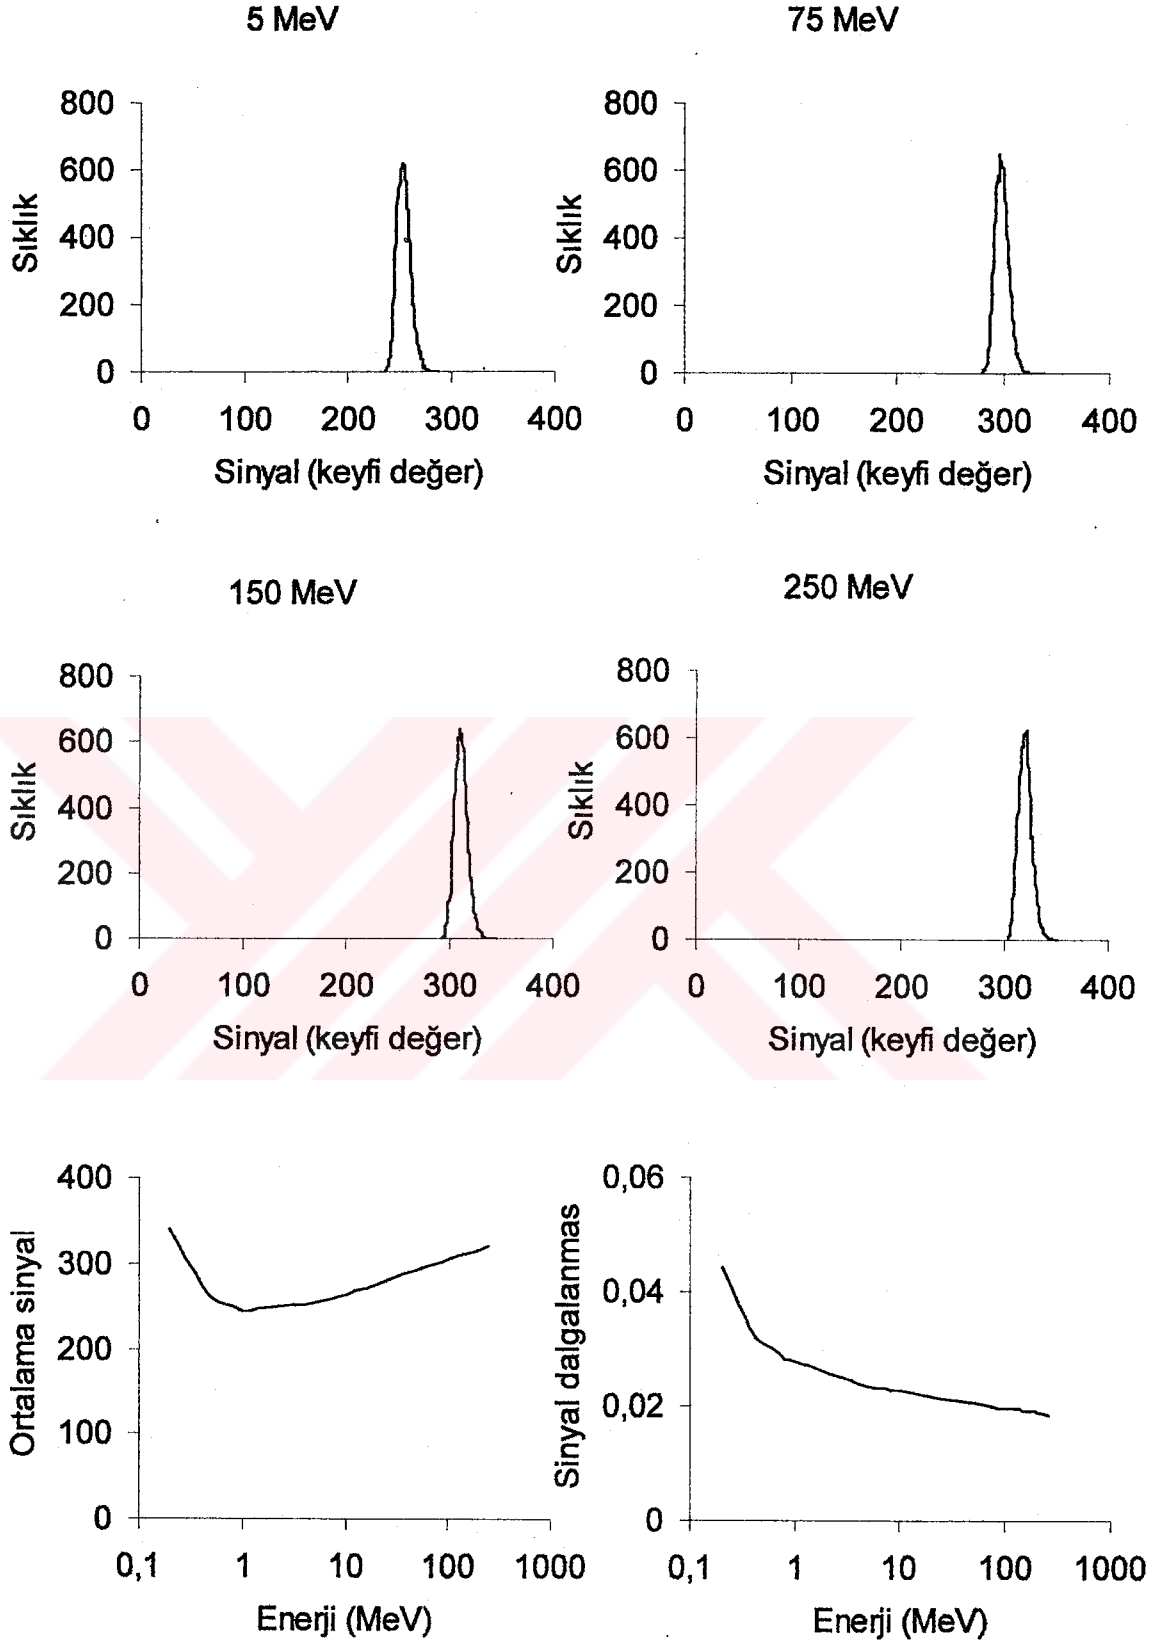 5 MeV
75 MeV
800
600
400
200
0
Sıklık
0 100 200 300 400
Sinyal (keyfi değer)
800
600
400
200
0
Sıklık
0 100 200 300 400
Sinyal (keyfi değer)
150 MeV
250 MeV
800
600
400
200
0
Sıklık
0 100 200 300 400
Sinyal (keyfi değer)
800
600
400
200
0
Sıklık
0 100 200 300 400
Sinyal (keyfi değer)
400
300
200
100
0
Ortalama sinyal
0,1 1 10 100 1000
Enerji (MeV)
0,06
0,04
0,02
0
Sinyal dalgalanmas
0,1 1 10 100 1000
Enerji (MeV)